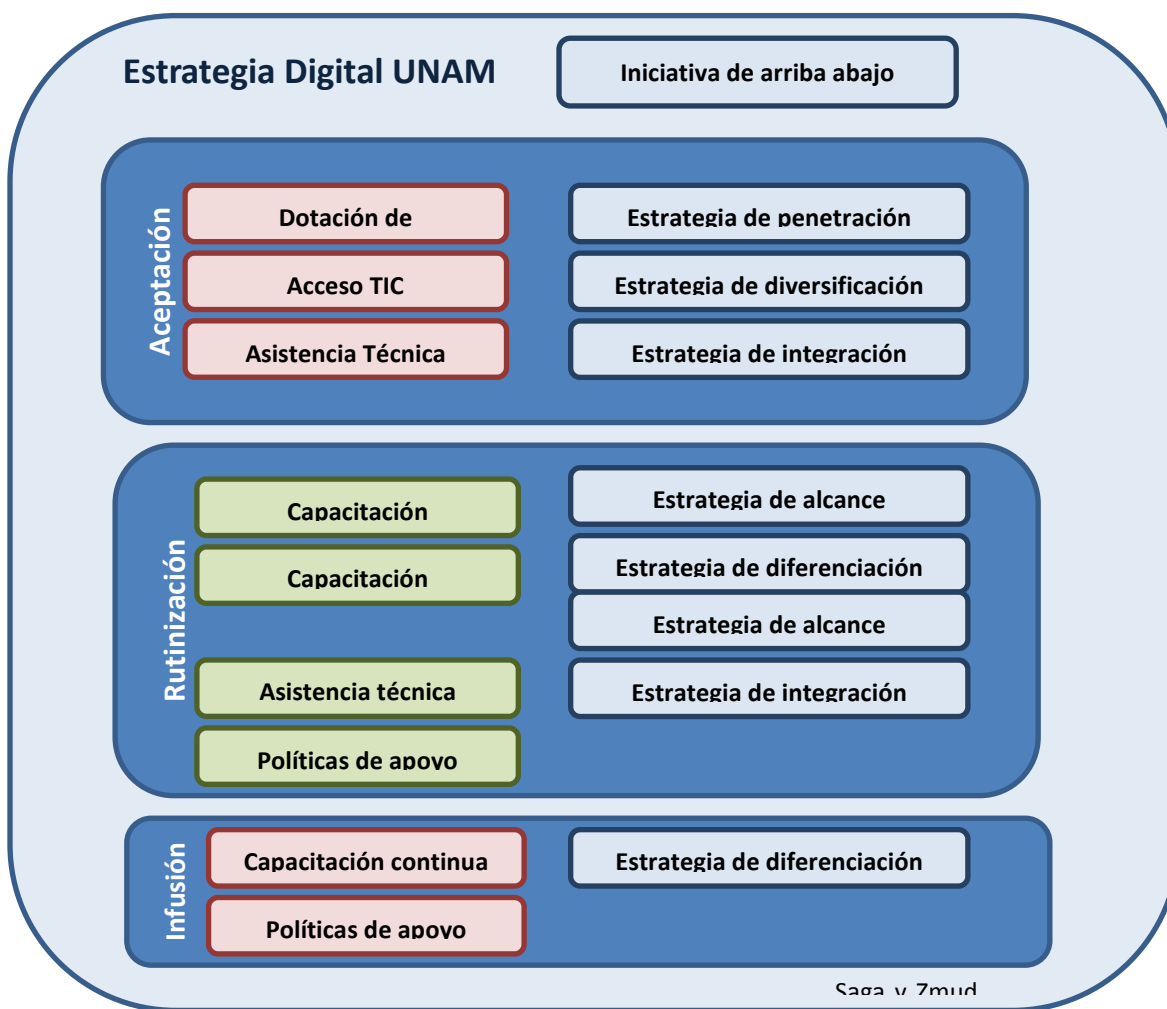 Estrategia Digital UNAM
Iniciativa de arriba abajo
Aceptación
Dotación de
Estrategia de penetración
Acceso TIC
Estrategia de diversificación
Asistencia Técnica
Estrategia de integración
Rutinización
Capacitación
Estrategia de alcance
Capacitación
Estrategia de diferenciación
Estrategia de alcance
Asistencia técnica
Estrategia de integración
Políticas de apoyo
Infusión
Capacitación continua
Estrategia de diferenciación
Políticas de apoyo
Saga y Zmud